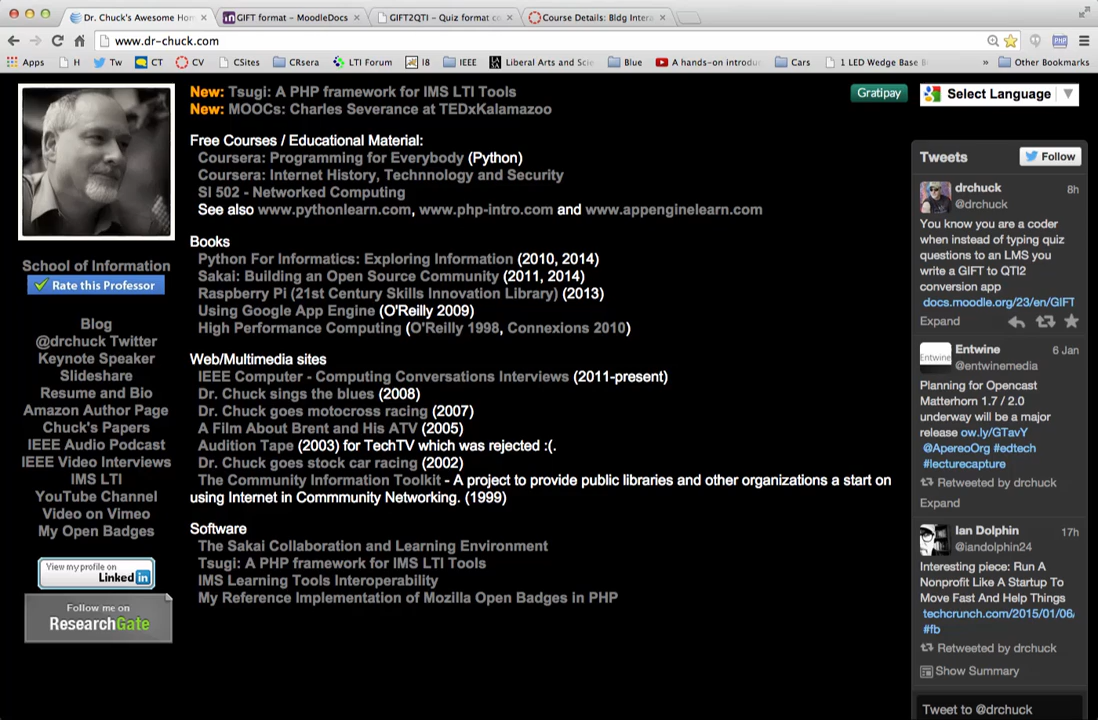 Dr. Chuck's Awesome Hom
GIFT format – MoodleDocs
GIFT2QTI – Quiz format co
Course Details: Bldg Intera
www.dr-chuck.com
Apps
H
Tw
CT
CV
CSites
CRsera
LTI Forum
I8
IEEE
Liberal Arts and Scie
Blue
A hands-on introdu
Cars
1 LED Wedge Base B
»
Other Bookmarks
New: Tsugi: A PHP framework for IMS LTI Tools
New: MOOCs: Charles Severance at TEDxKalamazoo
Gratipay
Select Language
Free Courses / Educational Material:
Coursera: Programming for Everybody (Python)
Coursera: Internet History, Technnology and Security
SI 502 - Networked Computing
See also www.pythonlearn.com, www.php-intro.com and www.appenginelearn.com
Books
Python For Informatics: Exploring Information (2010, 2014)
Sakai: Building an Open Source Community (2011, 2014)
Raspberry Pi (21st Century Skills Innovation Library) (2013)
Using Google App Engine (O'Reilly 2009)
High Performance Computing (O'Reilly 1998, Connexions 2010)
Web/Multimedia sites
IEEE Computer - Computing Conversations Interviews (2011-present)
Dr. Chuck sings the blues (2008)
Dr. Chuck goes motocross racing (2007)
A Film About Brent and His ATV (2005)
Audition Tape (2003) for TechTV which was rejected :(.
Dr. Chuck goes stock car racing (2002)
The Community Information Toolkit - A project to provide public libraries and other organizations a start on
using Internet in Commmunity Networking. (1999)
Software
The Sakai Collaboration and Learning Environment
Tsugi: A PHP framework for IMS LTI Tools
IMS Learning Tools Interoperability
My Reference Implementation of Mozilla Open Badges in PHP
School of Information
Rate this Professor
Blog
@drchuck Twitter
Keynote Speaker
Slideshare
Resume and Bio
Amazon Author Page
Chuck's Papers
IEEE Audio Podcast
IEEE Video Interviews
IMS LTI
YouTube Channel
Video on Vimeo
My Open Badges
View my profile on
Linked in
Follow me on
ResearchGate
Tweets
Follow
drchuck 8h
@drchuck
You know you are a coder
when instead of typing quiz
questions to an LMS you
write a GIFT to QTI2
conversion app
docs.moodle.org/23/en/GIFT
Expand
Entwine
Entwine 6 Jan
@entwinemedia
Planning for Opencast
Matterhorn 1.7 / 2.0
underway will be a major
release ow.ly/GTavY
@ApereoOrg #edtech
#lecturecapture
Retweeted by drchuck
Expand
Ian Dolphin 17h
@iandolphin24
Interesting piece: Run A
Nonprofit Like A Startup To
Move Fast And Help Things
techcrunch.com/2015/01/06/
#fb
Retweeted by drchuck
Show Summary
Tweet to @drchuck